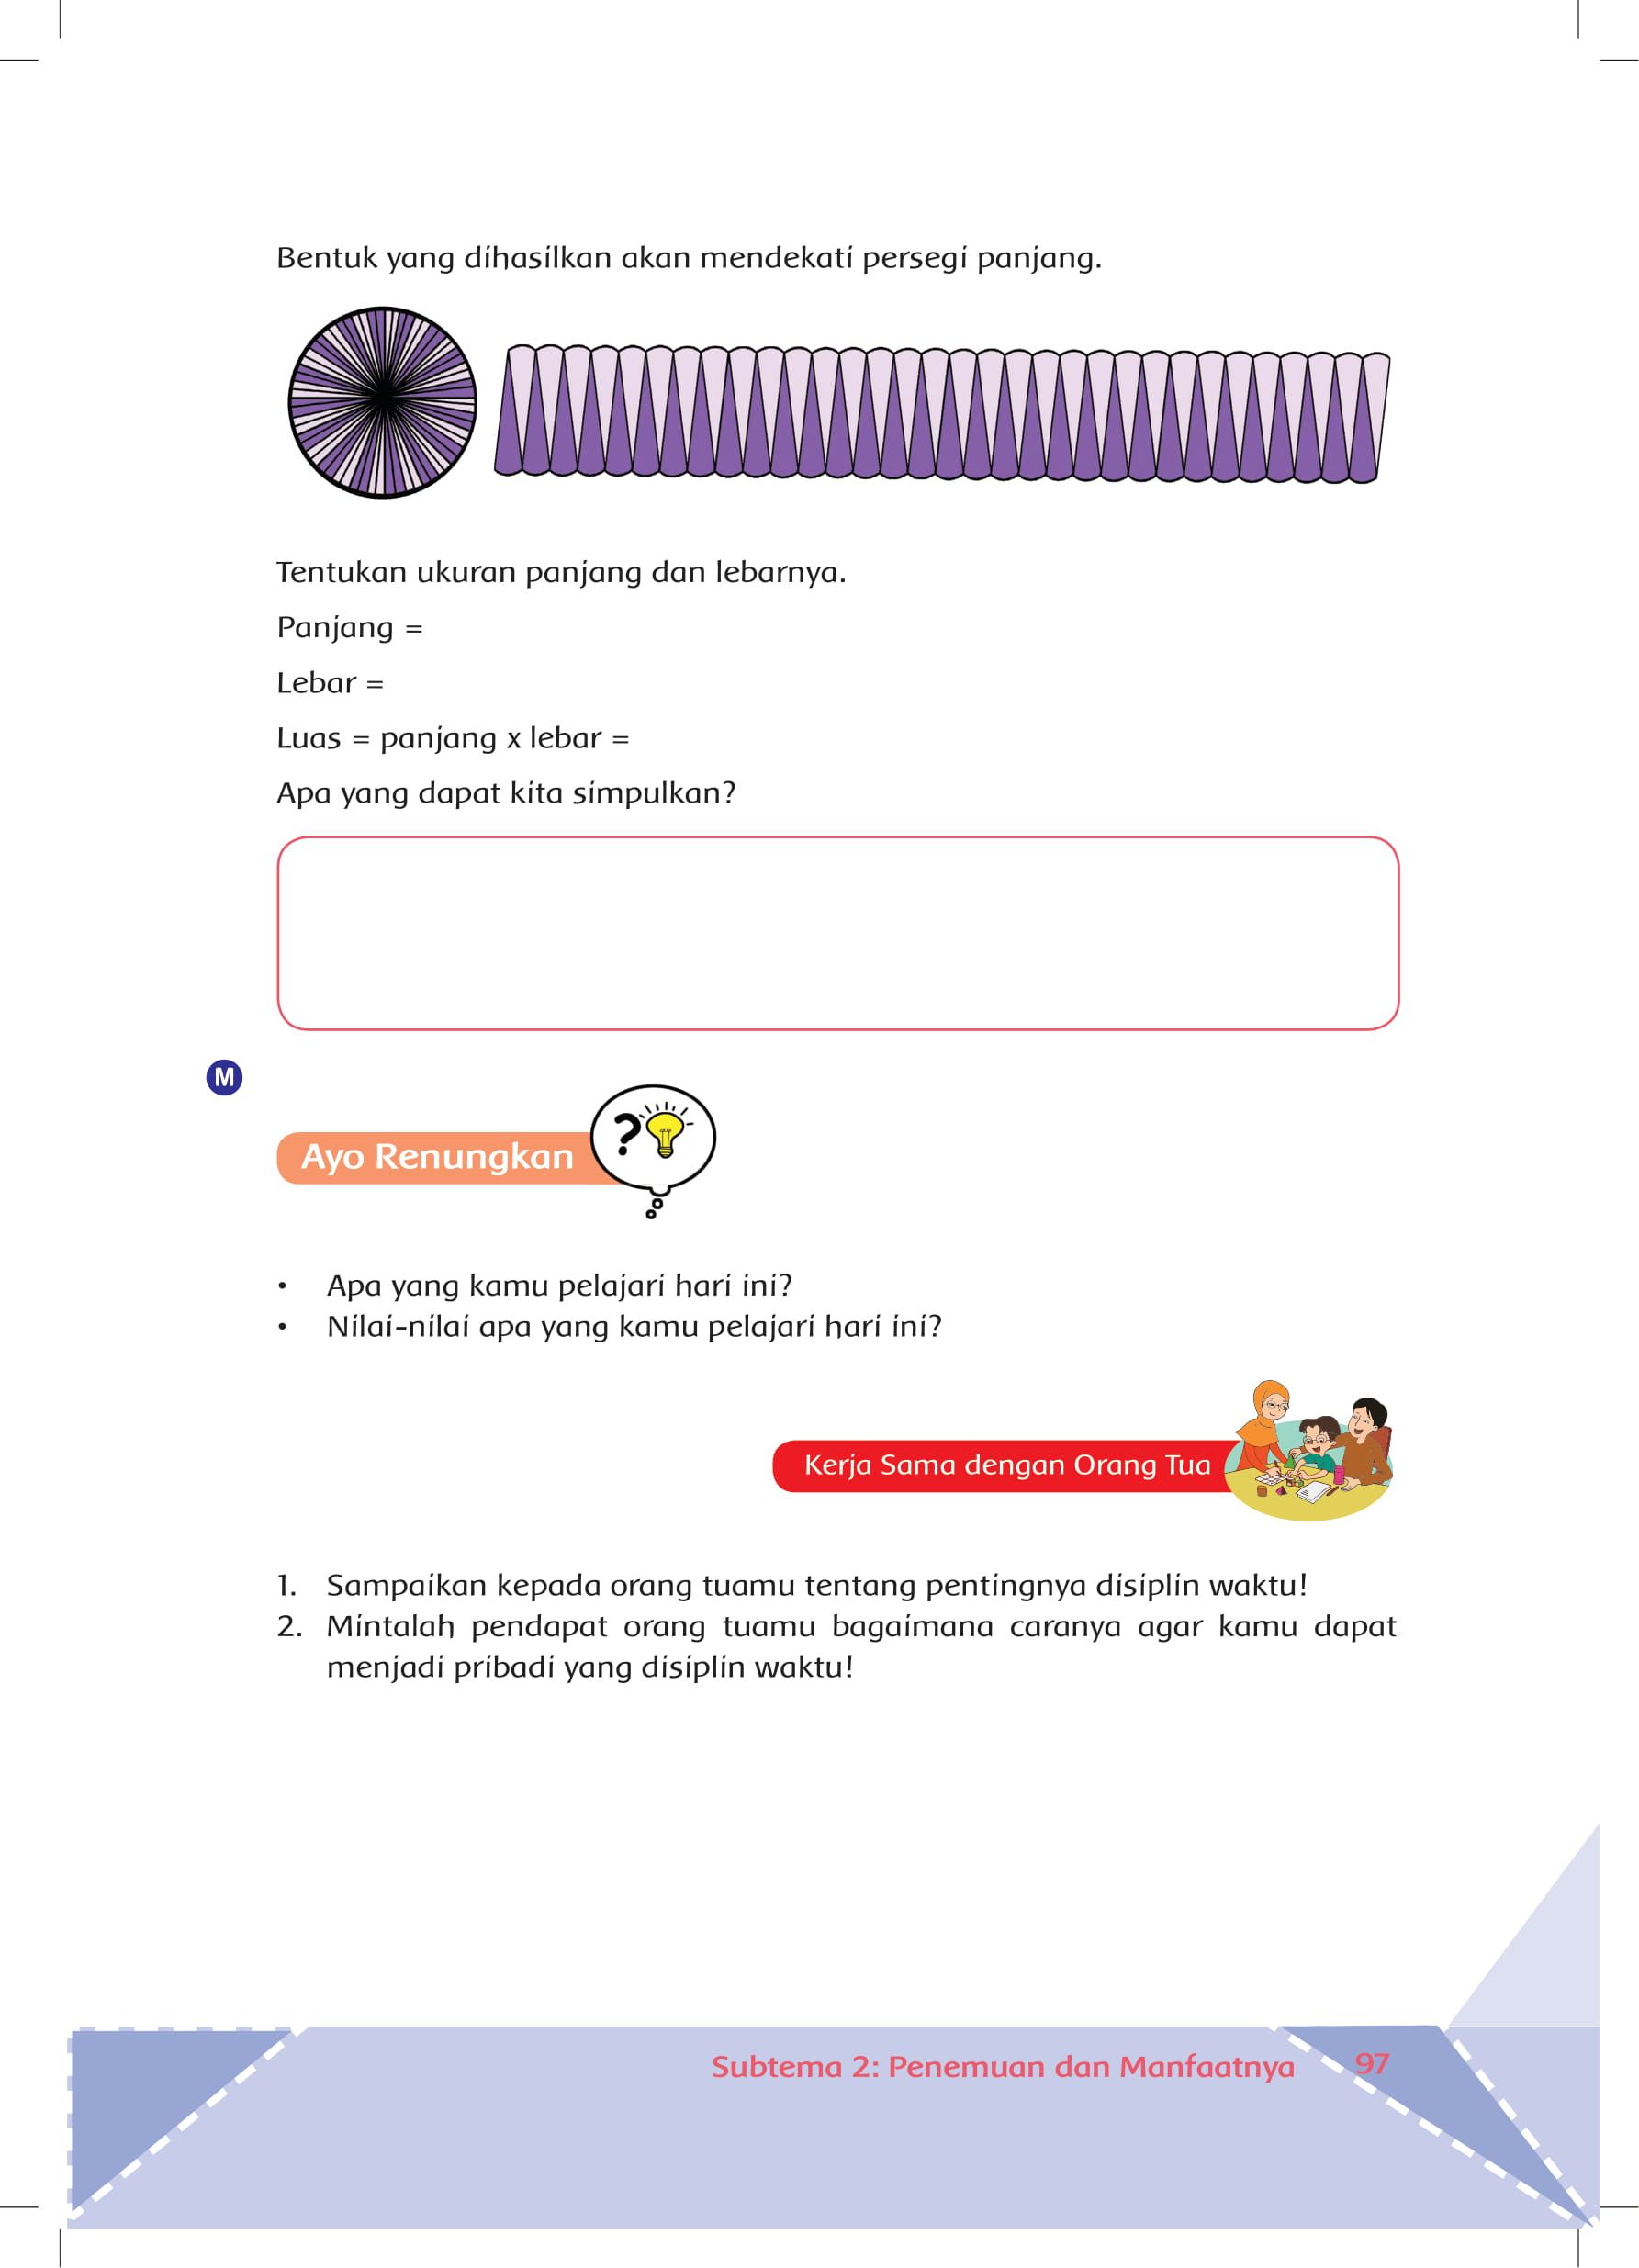 Bentuk yang dihasilkan akan mendekati persegi panjang.
Tentukan ukuran panjang dan lebarnya.
Panjang =
Lebar =
Luas = panjang x lebar =
Apa yang dapat kita simpulkan?
M
Ayo Renungkan
?
• Apa yang kamu pelajari hari ini?
• Nilai-nilai apa yang kamu pelajari hari ini?
Kerja Sama dengan Orang Tua
1. Sampaikan kepada orang tuamu tentang pentingnya disiplin waktu!
2. Mintalah pendapat orang tuamu bagaimana caranya agar kamu dapat
menjadi pribadi yang disiplin waktu!
Subtema 2: Penemuan dan Manfaatnya 97